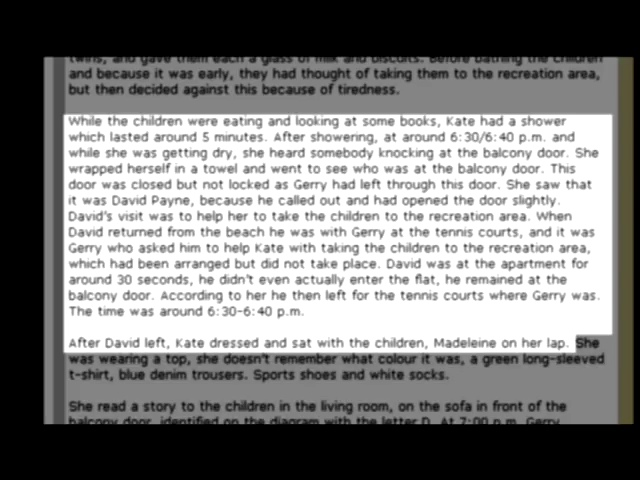 twins, and gave them each a glass of milk and biscuits. Before bathing the children
and because it was early, they had thought of taking them to the recreation area,
but then decided against this because of tiredness.
While the children were eating and looking at some books, Kate had a shower
which lasted around 5 minutes. After showering, at around 6:30/6:40 p.m. and
while she was getting dry, she heard somebody knocking at the balcony door. She
wrapped herself in a towel and went to see who was at the balcony door. This
door was closed but not locked as Gerry had left through this door. She saw that
it was David Payne, because he called out and had opened the door slightly.
David's visit was to help her to take the children to the recreation area. When
David returned from the beach he was with Gerry at the tennis courts, and it was
Gerry who asked him to help Kate with taking the children to the recreation area,
which had been arranged but did not take place. David was at the apartment for
around 30 seconds, he didn't even actually enter the flat, he remained at the
balcony door. According to her he then left for the tennis courts where Gerry was.
The time was around 6:30-6:40 p.m.
After David left, Kate dressed and sat with the children, Madeleine on her lap. She
was wearing a top, she doesn't remember what colour it was, a green long-sleeved
t-shirt, blue denim trousers. Sports shoes and white socks.
She read a story to the children in the living room, on the sofa in front of the
balcony door, identified on the diagram with the letter D. At 7:00 p.m. Gerry